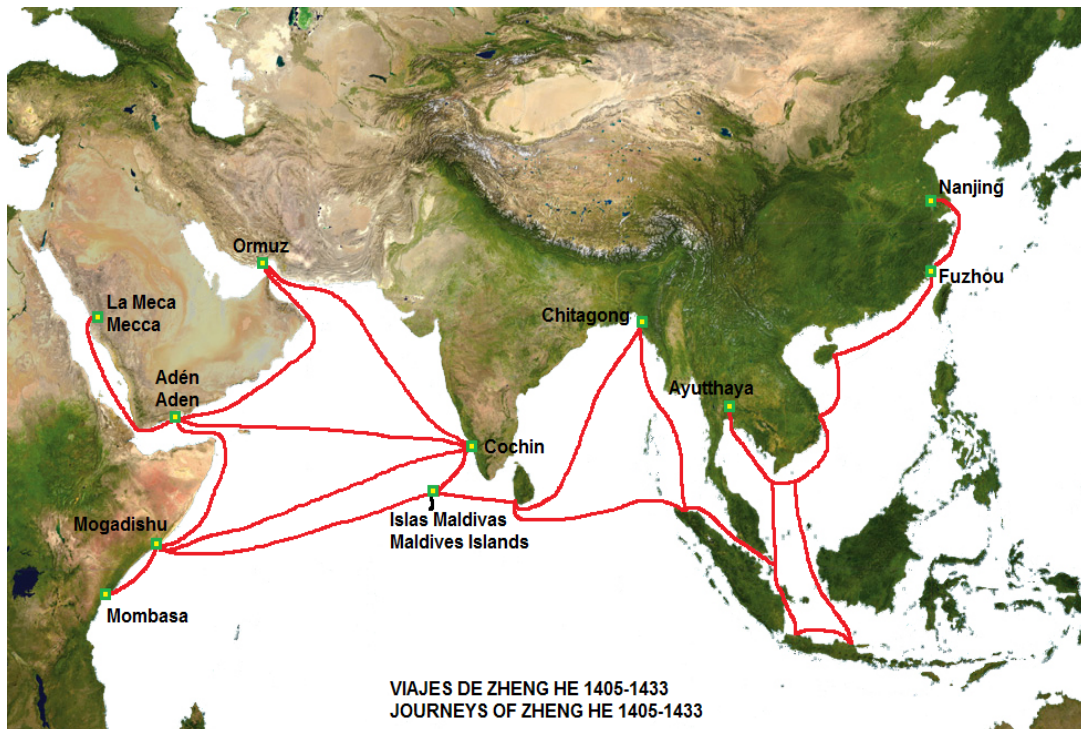 Nanjing
Ormuz
Fuzhou
La Meca
Mecca
Chitagong
Adén
Aden
Ayutthaya
Cochin
Islas Maldivas
Maldives Islands
Mogadishu
Mombasa
VIAJES DE ZHENG HE 1405-1433
JOURNEYS OF ZHENG HE 1405-1433